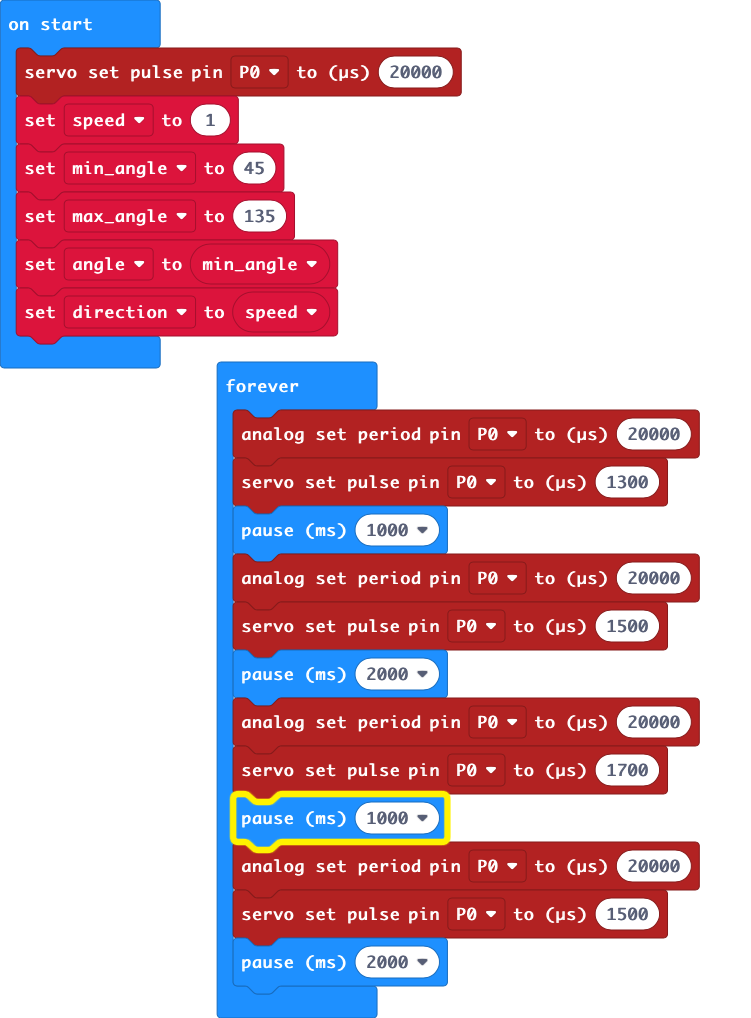 on start
servo set pulse pin P0 to (µs) 20000
set speed to 1
set min_angle to 45
set max_angle to 135
set angle to min_angle
set direction to speed
forever
analog set period pin P0 to (µs) 20000
servo set pulse pin P0 to (µs) 1300
pause (ms) 1000
analog set period pin P0 to (µs) 20000
servo set pulse pin P0 to (µs) 1500
pause (ms) 2000
analog set period pin P0 to (µs) 20000
servo set pulse pin P0 to (µs) 1700
pause (ms) 1000
analog set period pin P0 to (µs) 20000
servo set pulse pin P0 to (µs) 1500
pause (ms) 2000